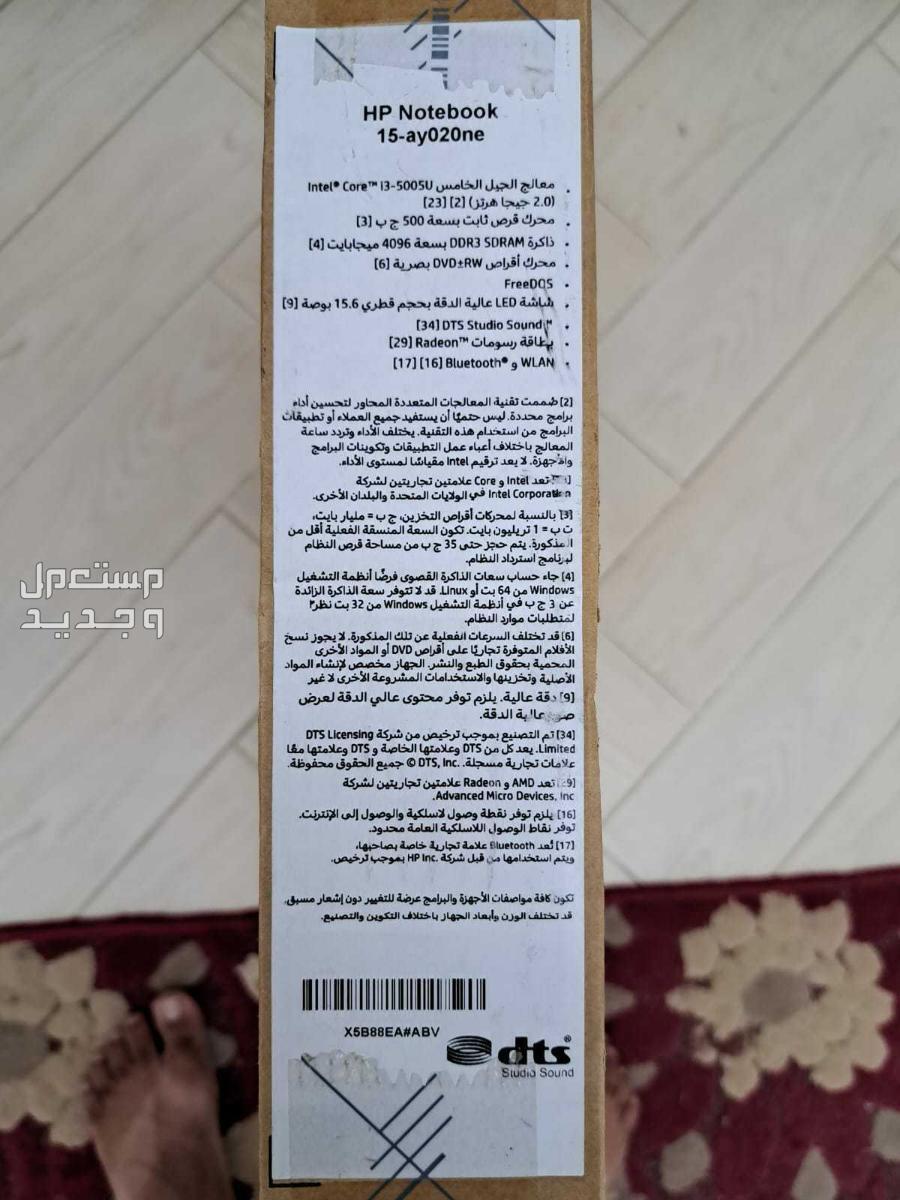 HP Notebook
15-ay020ne
معالج الجيل الخامس Intel® Core™ i3-5005U
(2.0 جيجا هرتز) [2] [23]
محرك قرص ثابت بسعة 500 ج ب [3]
ذاكرة DDR3 SDRAM بسعة 4096 ميجابايت [4]
محرك أقراص DVD±RW بصرية [6]
FreeDOS
شاشة LED عالية الدقة بحجم قطري 15.6 بوصة [9]
DTS Studio Sound™ [34]
بطاقة رسومات Radeon™ [29]
WLAN و Bluetooth® [16] [17]
[2] صُممت تقنية المعالجات المتعددة المحاور لتحسين أداء
برامج محددة. ليس حتميًا أن يستفيد جميع العملاء أو تطبيقات
البرامج من استخدام هذه التقنية. يختلف الأداء وتردد ساعة
المعالج باختلاف أعباء عمل التطبيقات وتكوينات البرامج
والأجهزة. لا يعد ترقيم Intel مقياسًا لمستوى الأداء.
تعد Intel و Core علامتين تجاريتين لشركة
Intel Corporation في الولايات المتحدة والبلدان الأخرى.
[3] بالنسبة لمحركات أقراص التخزين، ج ب = مليار بايت،
ت ب = 1 تريليون بايت. تكون السعة المنسقة الفعلية أقل من
المذكورة. يتم حجز حتى 35 ج ب من مساحة قرص النظام
لبرنامج استرداد النظام.
[4] جاء حساب سعات الذاكرة القصوى فرضًا أنظمة التشغيل
Windows من 64 بت أو Linux. قد لا تتوفر سعة الذاكرة الزائدة
عن 3 ج ب في أنظمة التشغيل Windows من 32 بت نظرًا
لمتطلبات موارد النظام.
[6] قد تختلف السرعات الفعلية عن تلك المذكورة. لا يجوز نسخ
الأفلام المتوفرة تجاريًا على أقراص DVD أو المواد الأخرى
المحمية بحقوق الطبع والنشر. الجهاز مخصص لإنشاء المواد
الأصلية وتخزينها والاستخدامات المشروعة الأخرى لا غير
[9] دقة عالية. يلزم توفر محتوى عالي الدقة لعرض
عالية الدقة.
[34] تم التصنيع بموجب ترخيص من شركة DTS Licensing
Limited. يعد كل من DTS وعلامتها الخاصة و DTS وعلامتها معًا
علامات تجارية مسجلة. DTS, Inc. © جميع الحقوق محفوظة.
[29] تعد AMD و Radeon علامتين تجاريتين لشركة
Advanced Micro Devices, Inc.
[16] يلزم توفر نقطة وصول لاسلكية والوصول إلى الإنترنت.
توفر نقاط الوصول اللاسلكية العامة محدود.
[17] تُعد Bluetooth علامة تجارية خاصة بصاحبها،
ويتم استخدامها من قبل شركة HP Inc. بموجب ترخيص.
تكون كافة مواصفات الأجهزة والبرامج عرضة للتغيير دون إشعار مسبق.
قد تختلف الوزن وأبعاد الجهاز باختلاف التكوين والتصنيع.
X5B88EA#ABV
dts®
Studio Sound
مستعمل
وجديد